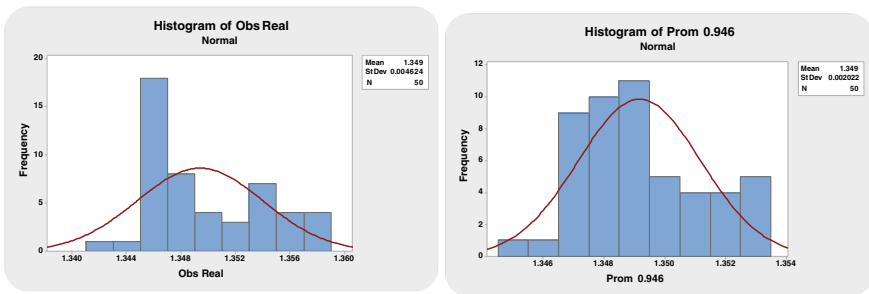 Histogram of Obs Real
Normal
Mean 1.349
StDev 0.004624
N 50
20
15
10
5
0
Frequency
1.340 1.344 1.348 1.352 1.356 1.360
Obs Real
Histogram of Prom 0.946
Normal
Mean 1.349
StDev 0.002022
N 50
12
10
8
6
4
2
0
Frequency
1.346 1.348 1.350 1.352 1.354
Prom 0.946